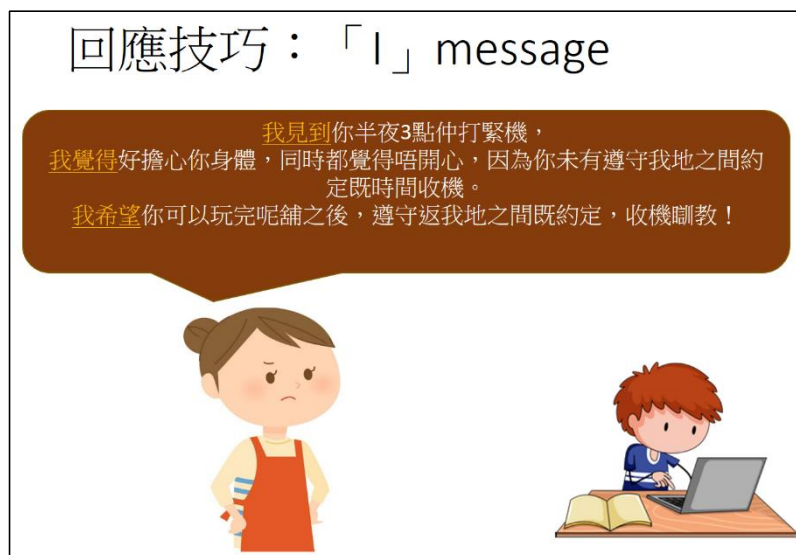 回應技巧：「I」message
我見到你半夜3點仲打緊機，
我覺得好擔心你身體，同時都覺得唔開心，因為你未有遵守我地之間約
定既時間收機。
我希望你可以玩完呢舖之後，遵守返我地之間既約定，收機瞓教！